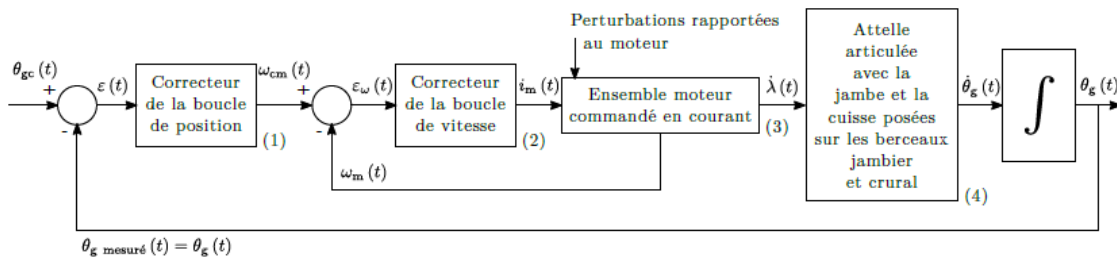 Perturbations rapportées
au moteur
θgc (t)
+
-
ε (t)
Correcteur
de la boucle
de position
(1)
ωcm (t)
+
-
εω (t)
Correcteur
de la boucle
de vitesse
(2)
im (t)
Ensemble moteur
commandé en courant
(3)
λ̇ (t)
Attelle
articulée
avec la
jambe et la
cuisse posées
sur les berceaux
jambier
et crural
(4)
θ̇g (t)
∫
θg (t)
ωm (t)
θg mesuré (t) = θg (t)